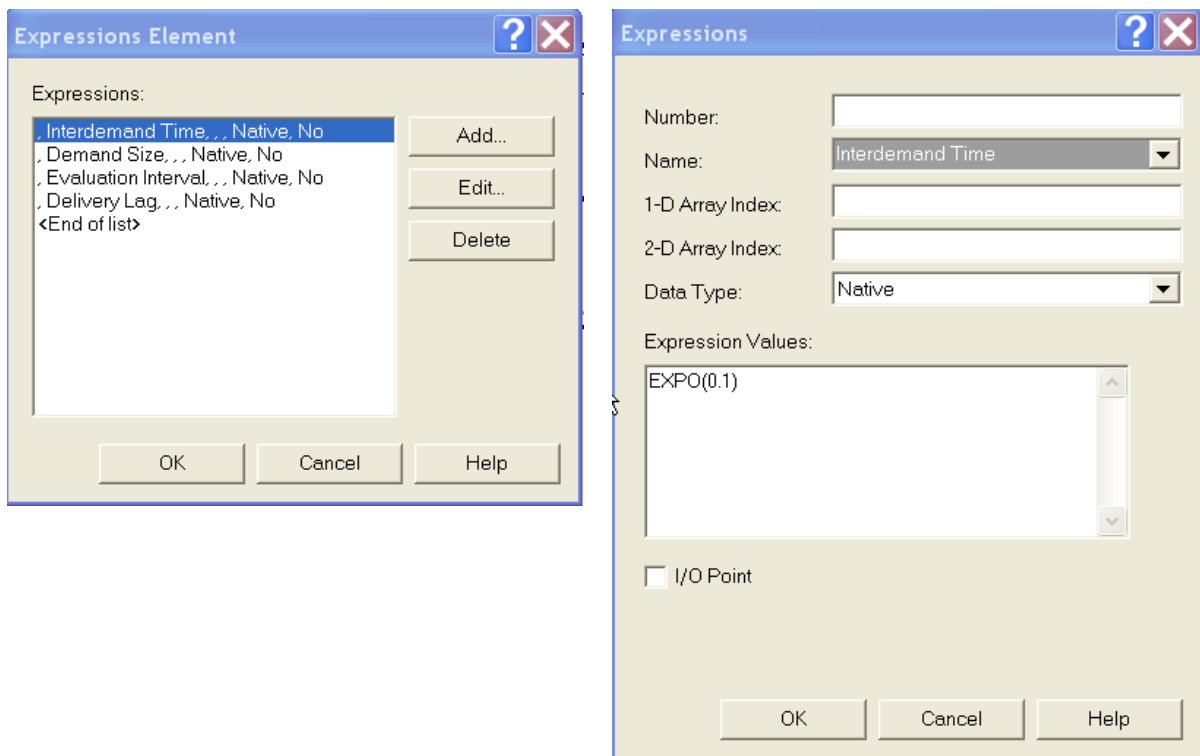 Expressions Element
Expressions:
, Interdemand Time, , , Native, No
, Demand Size, , , Native, No
, Evaluation Interval, , , Native, No
, Delivery Lag, , , Native, No
<End of list>
Add...
Edit...
Delete
OK
Cancel
Help
Expressions
Number:
Name:
Interdemand Time
1-D Array Index:
2-D Array Index:
Data Type:
Native
Expression Values:
EXPO(0.1)
I/O Point
OK
Cancel
Help